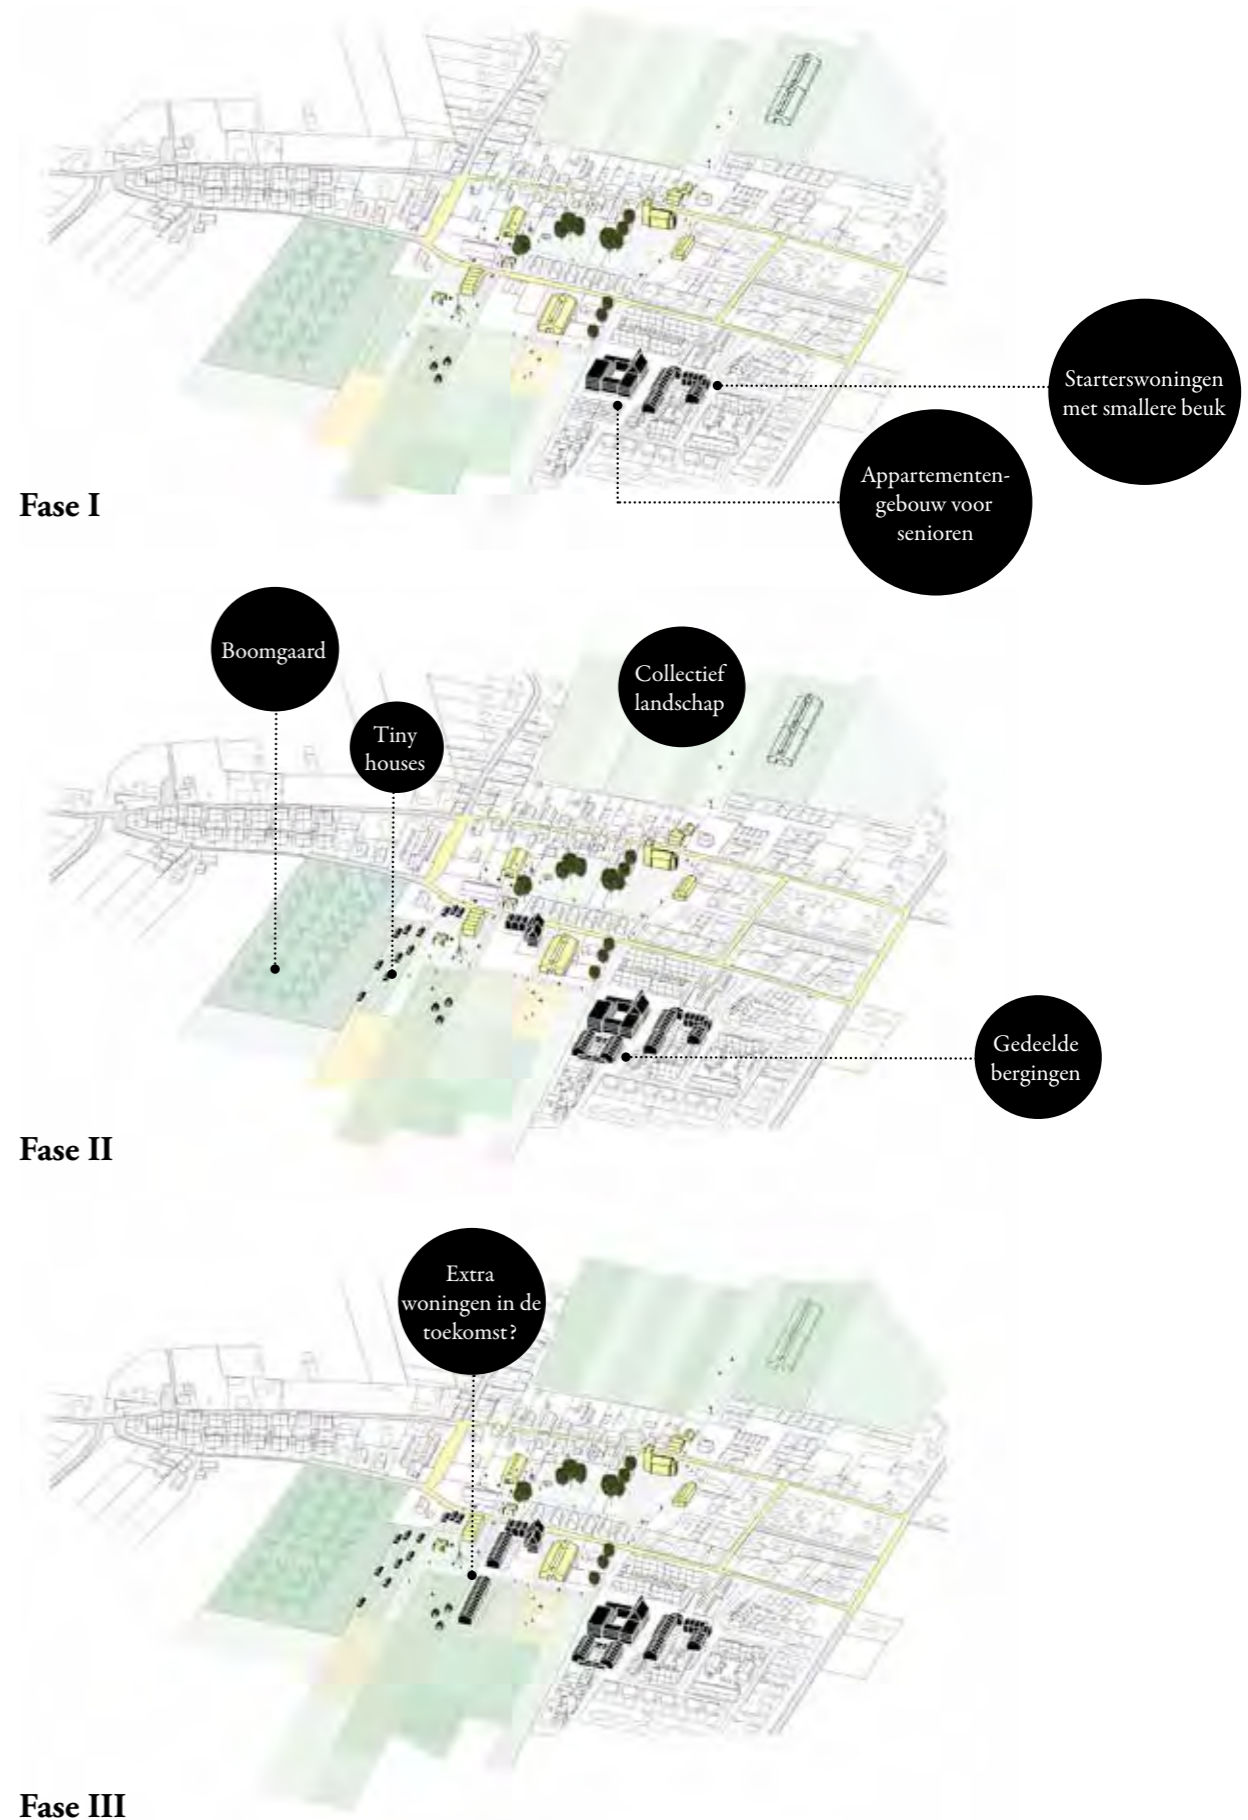 Starterswoningen
met smallere beuk
Appartementen-
gebouw voor
senioren
Fase I
Boomgaard
Tiny
houses
Collectief
landschap
Gedeelde
bergingen
Fase II
Extra
woningen in de
toekomst?
Fase III